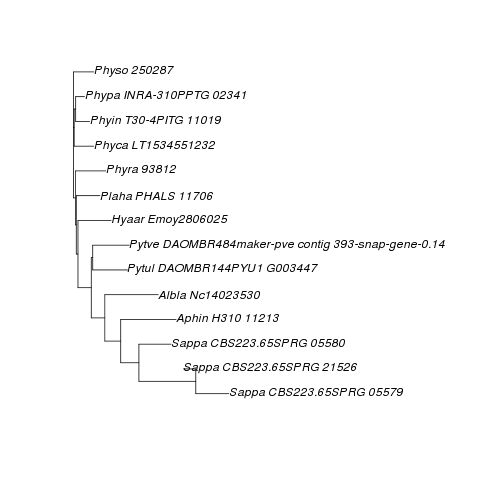 Physo 250287
Phypa INRA-310PPTG 02341
Phyin T30-4PITG 11019
Phyca LT1534551232
Phyra 93812
Plaha PHALS 11706
Hyaar Emoy2806025
Pytve DAOMBR484maker-pve contig 393-snap-gene-0.14
Pytul DAOMBR144PYU1 G003447
Albla Nc14023530
Aphin H310 11213
Sappa CBS223.65SPRG 05580
Sappa CBS223.65SPRG 21526
Sappa CBS223.65SPRG 05579